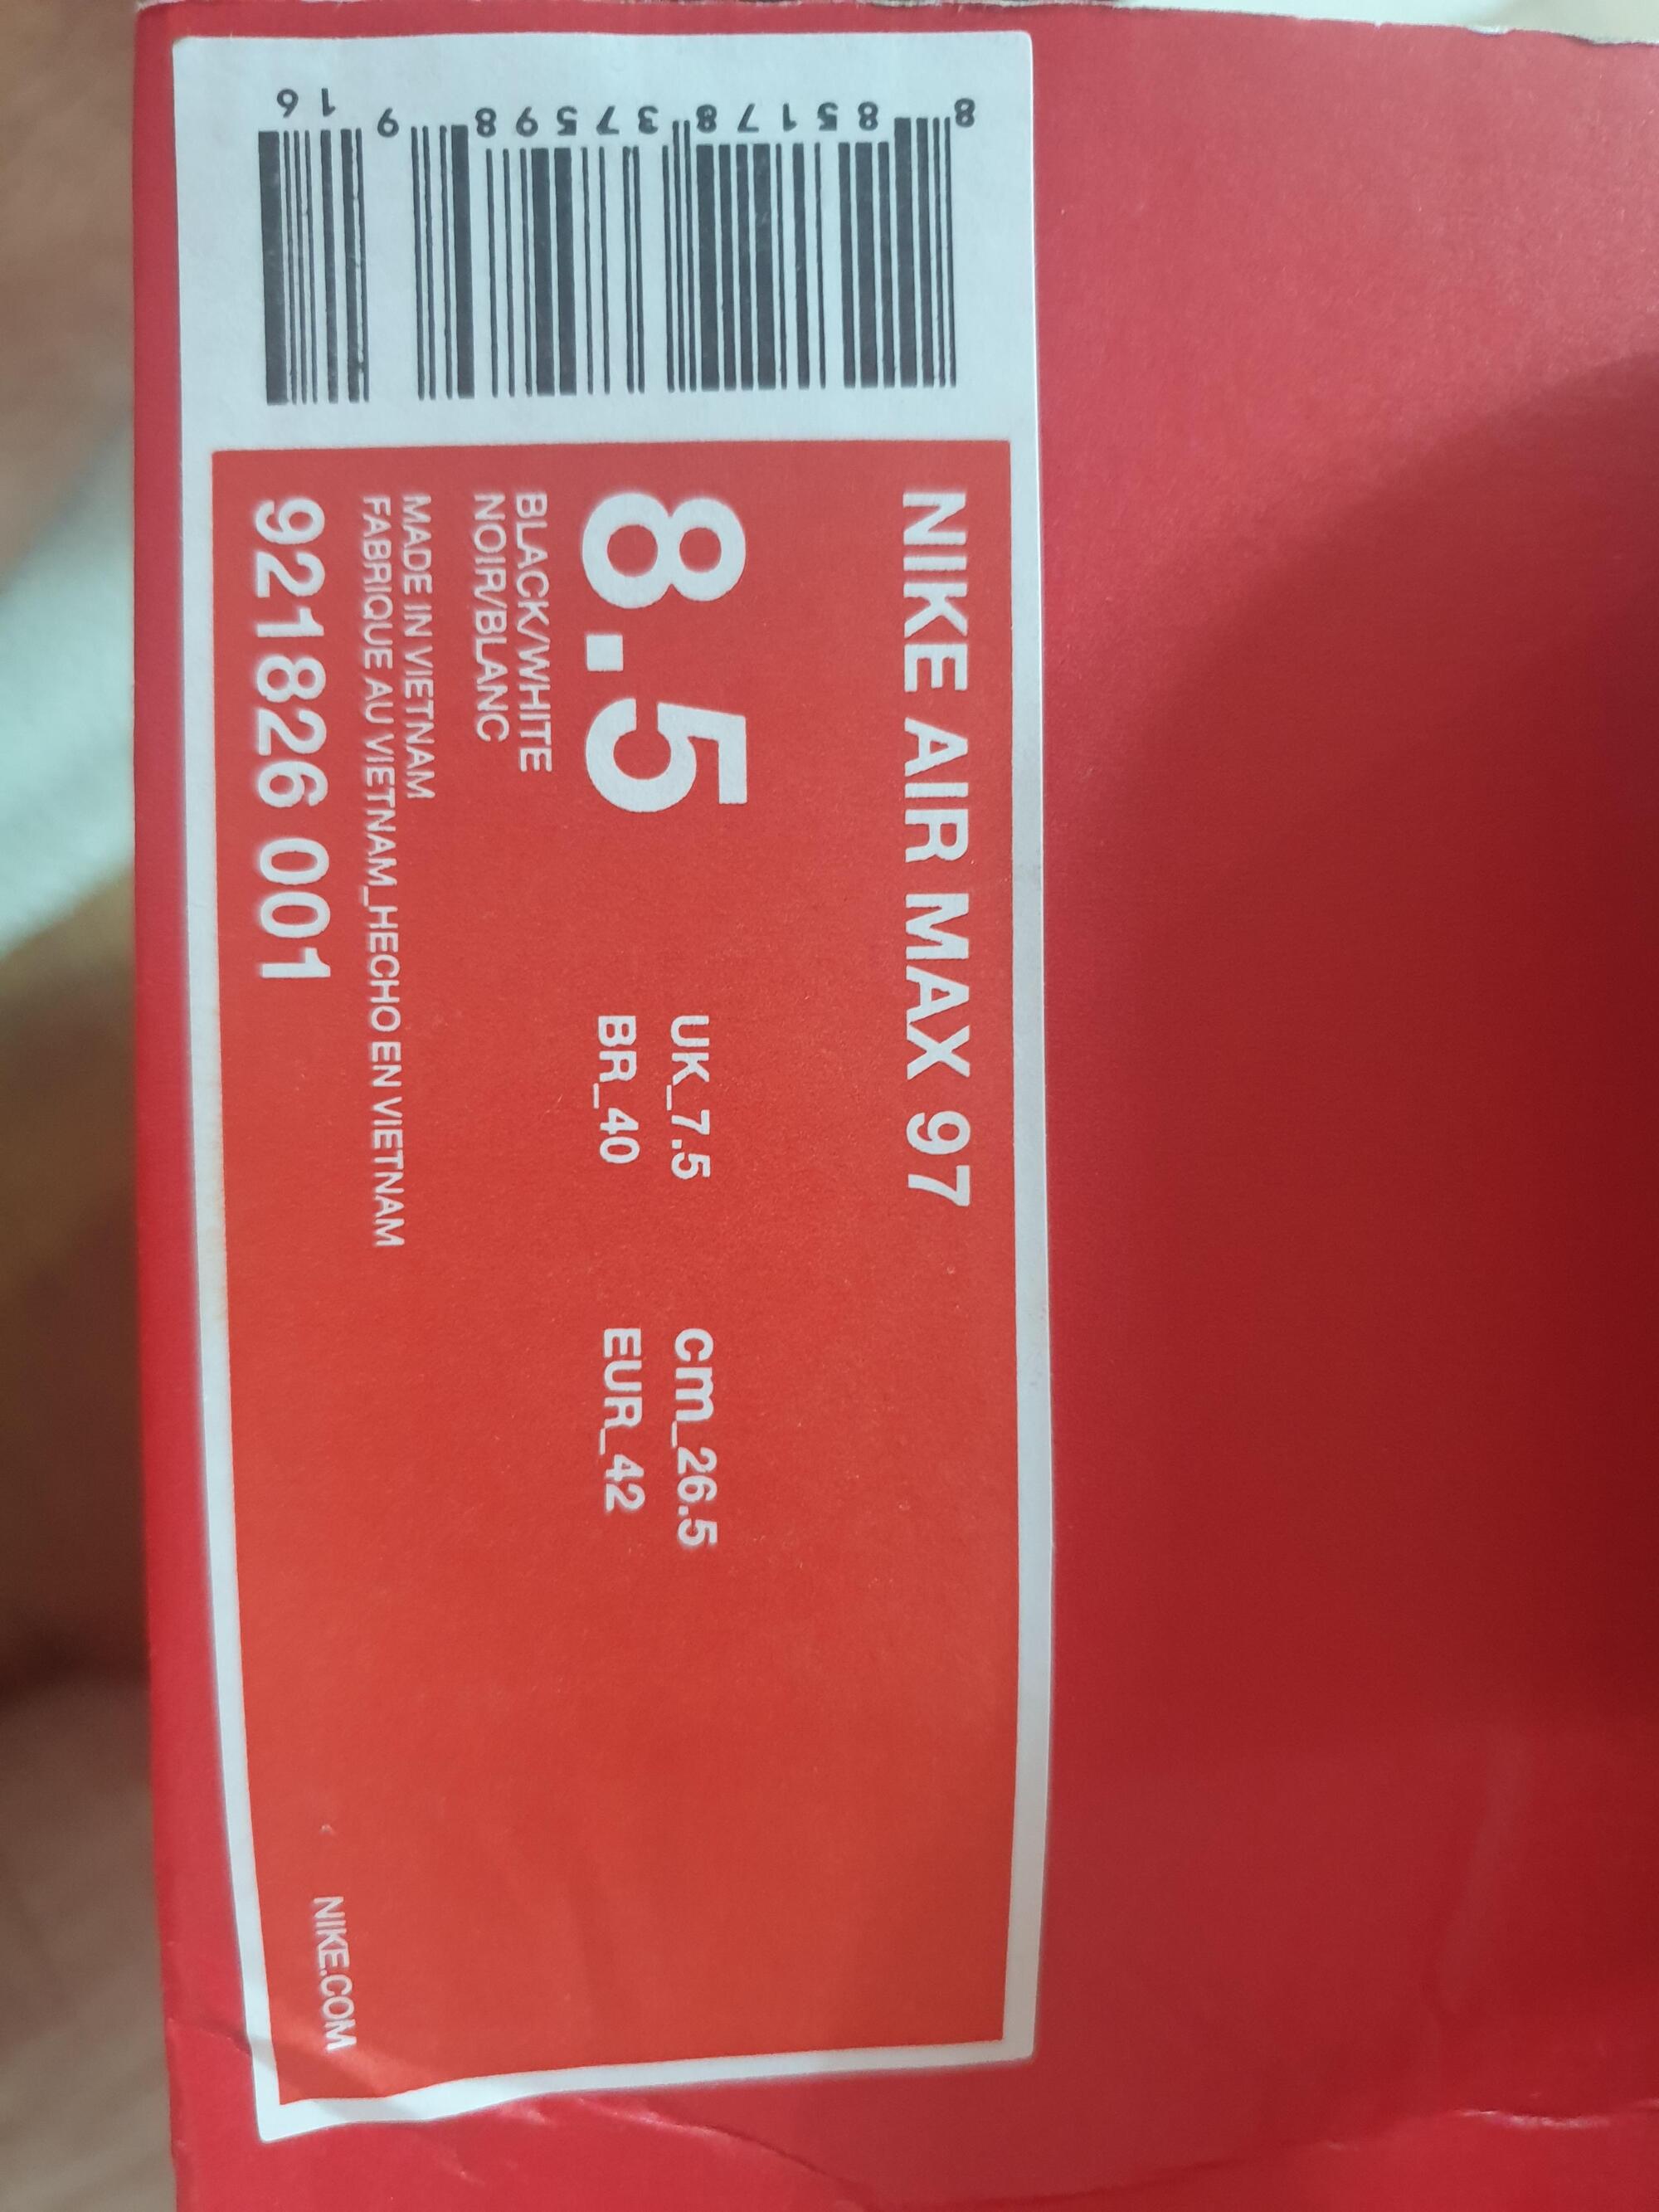 8 85178 37598 9 16
NIKE AIR MAX 97
8.5
UK_7.5 cm_26.5
BR_40 EUR_42
BLACK/WHITE
NOIR/BLANC
MADE IN VIETNAM
FABRIQUE AU VIETNAM_HECHO EN VIETNAM
921826 001
NIKE.COM